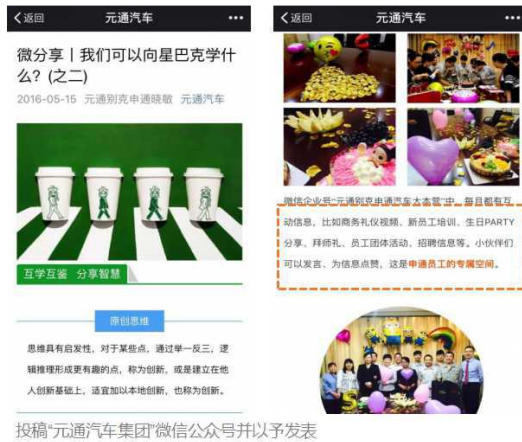 返回
元通汽车
微分享丨我们可以向星巴克学什
么？(之二)
2016-05-15 元通别克申通晓敏 元通汽车
互学互鉴 分享智慧
原创思维
思维具有启发性，对于某些点，通过举一反三，逻
辑推理形成更有趣的点，称为创新，或是建立在他
人创新基础上，适宜加以本地创新，也称为创新。
返回
元通汽车
微信企业号“元通别克申通汽车大本营”中，每月都有互
动信息，比如商务礼仪视频、新员工培训、生日PARTY
分享、拜师礼、员工团体活动、招聘信息等。小伙伴们
可以发言、为信息点赞，这是申通员工的专属空间。
投稿“元通汽车集团”微信公众号并以予发表